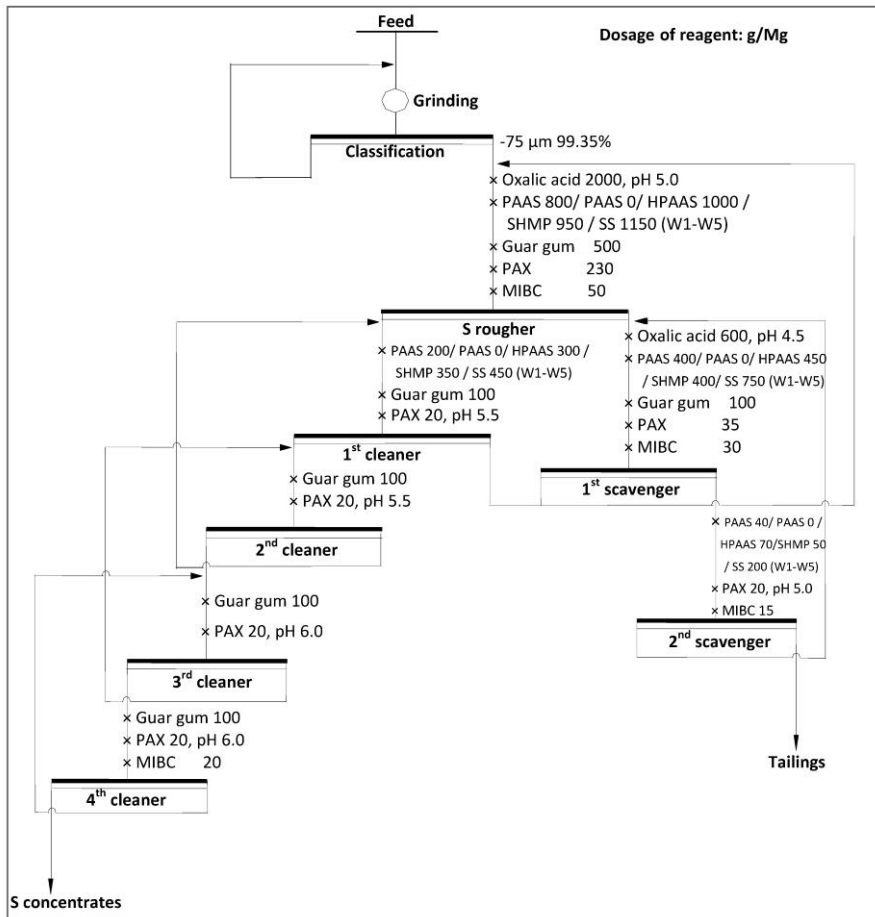 Feed
Dosage of reagent: g/Mg
Grinding
-75 µm 99.35%
Classification
× Oxalic acid 2000, pH 5.0
× PAAS 800/ PAAS 0/ HPAAS 1000 /
SHMP 950 / SS 1150 (W1-W5)
× Guar gum 500
× PAX 230
× MIBC 50
S rougher
× PAAS 200/ PAAS 0/ HPAAS 300 /
SHMP 350 / SS 450 (W1-W5)
× Guar gum 100
× PAX 20, pH 5.5
× Oxalic acid 600, pH 4.5
× PAAS 400/ PAAS 0/ HPAAS 450
/ SHMP 400/ SS 750 (W1-W5)
× Guar gum 100
× PAX 35
× MIBC 30
1st cleaner
× Guar gum 100
× PAX 20, pH 5.5
1st scavenger
× PAAS 40/ PAAS 0 /
HPAAS 70/SHMP 50
/ SS 200 (W1-W5)
× PAX 20, pH 5.0
× MIBC 15
2nd cleaner
× Guar gum 100
× PAX 20, pH 6.0
2nd scavenger
3rd cleaner
× Guar gum 100
× PAX 20, pH 6.0
× MIBC 20
Tailings
4th cleaner
S concentrates